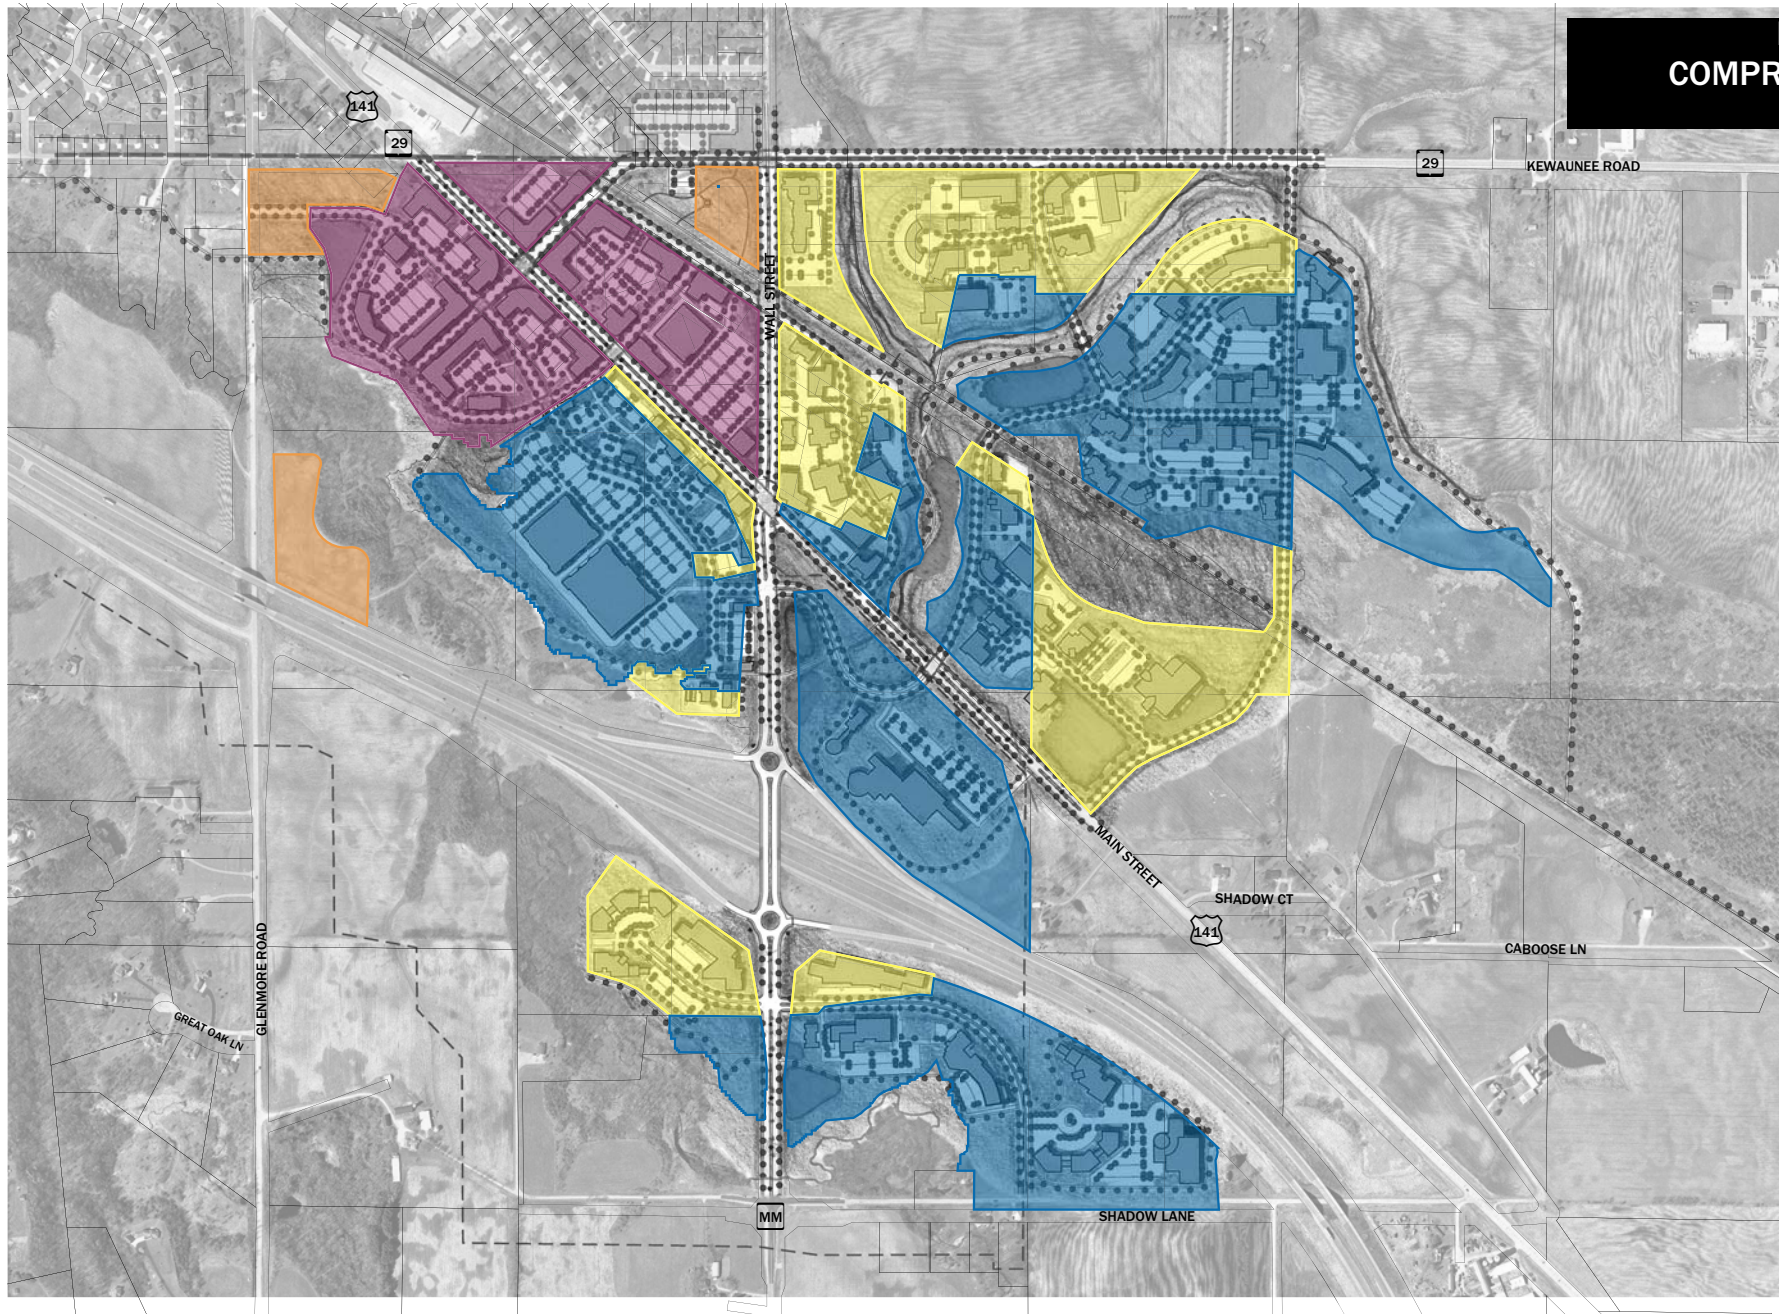 COMPR
141
29
29
KEWAUNEE ROAD
WALL STREET
MAIN STREET
SHADOW CT
141
CABOOSE LN
GLENMORE ROAD
GREAT OAK LN
MM
SHADOW LANE